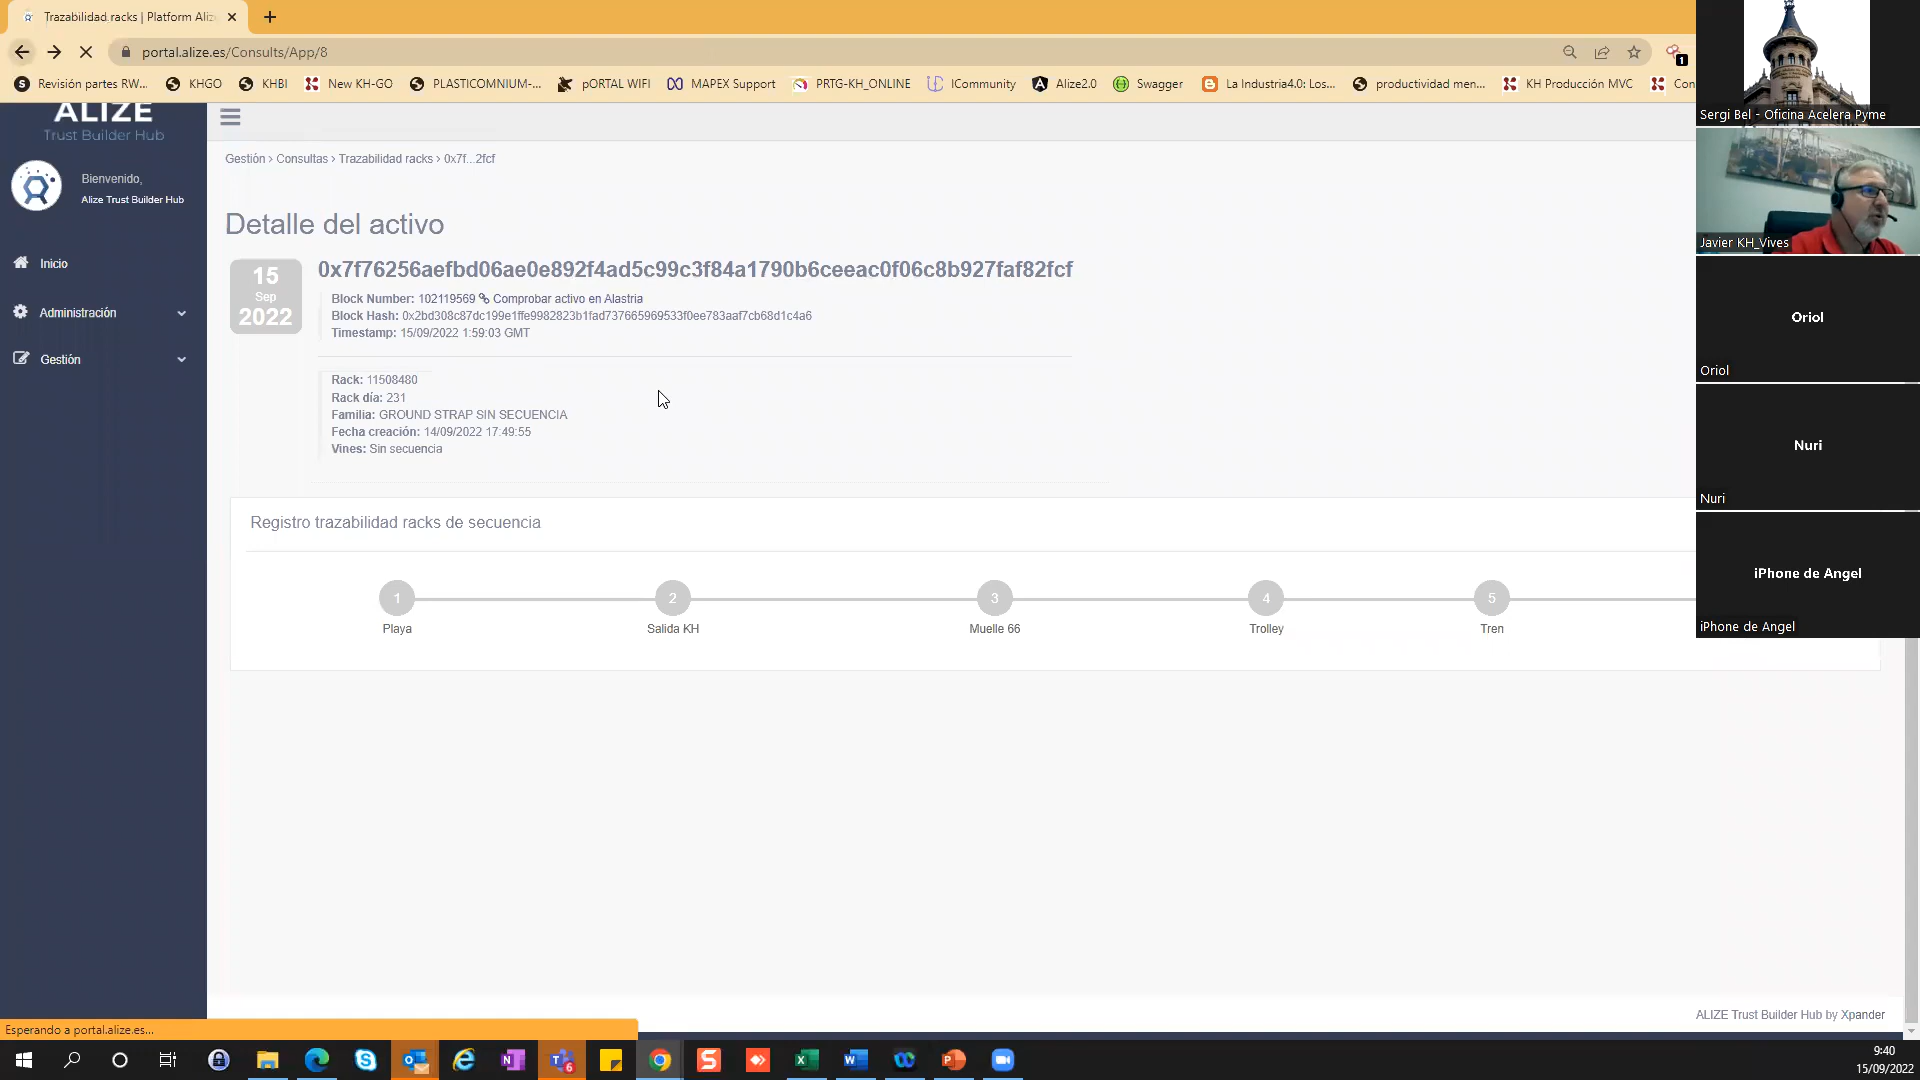 Trazabilidad racks | Platform Aliz
portal.alize.es/Consults/App/8
1
Revisión partes RW...
KHGO
KHBI
New KH-GO
PLASTICOMNIUM-...
pORTAL WIFI
MAPEX Support
PRTG-KH_ONLINE
ICommunity
Alize2.0
Swagger
La Industria4.0: Los...
productividad men...
KH Producción MVC
Con
ALIZE
Trust Builder Hub
Bienvenido,
Alize Trust Builder Hub
Inicio
Administración
Gestión
Gestión > Consultas > Trazabilidad racks > 0x7f...2fcf
Detalle del activo
15
Sep
2022
0x7f76256aefbd06ae0e892f4ad5c99c3f84a1790b6ceeac0f06c8b927faf82fcf
Block Number: 102119569 Comprobar activo en Alastria
Block Hash: 0x2bd308c87dc199e1ffe9982823b1fad737665969533f0ee783aaf7cb68d1c4a6
Timestamp: 15/09/2022 1:59:03 GMT
Rack: 11508480
Rack día: 231
Familia: GROUND STRAP SIN SECUENCIA
Fecha creación: 14/09/2022 17:49:55
Vines: Sin secuencia
Registro trazabilidad racks de secuencia
1
2
3
4
5
Playa
Salida KH
Muelle 66
Trolley
Tren
Sergi Bel - Oficina Acelera Pyme
Javier KH_Vives
Oriol
Oriol
Nuri
Nuri
iPhone de Angel
iPhone de Angel
ALIZE Trust Builder Hub by Xpander
Esperando a portal.alize.es...
6
9:40
15/09/2022